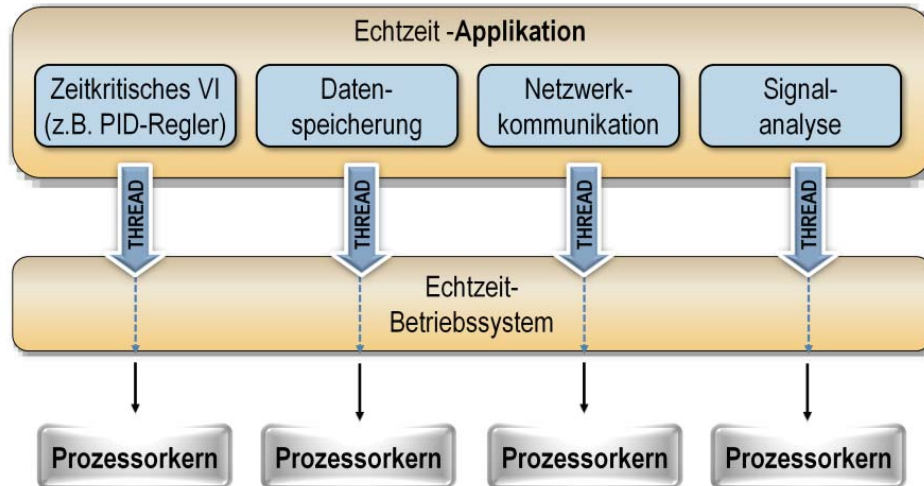 Echtzeit -Applikation
Zeitkritisches VI
(z.B. PID-Regler)
Daten-
speicherung
Netzwerk-
kommunikation
Signal-
analyse
THREAD
THREAD
THREAD
THREAD
Echtzeit-
Betriebssystem
Prozessorkern
Prozessorkern
Prozessorkern
Prozessorkern